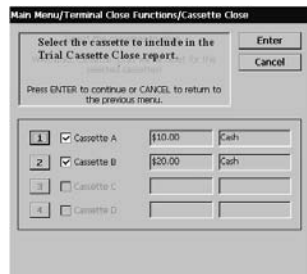 Main Menu/Terminal Close Functions/Cassette Close
Select the cassette to include in the
Trial Cassette Close report.
Press ENTER to continue or CANCEL to return to
the previous menu.
Enter
Cancel
1 Cassette A $10.00 Cash
2 Cassette B $20.00 Cash
3 Cassette C
4 Cassette D